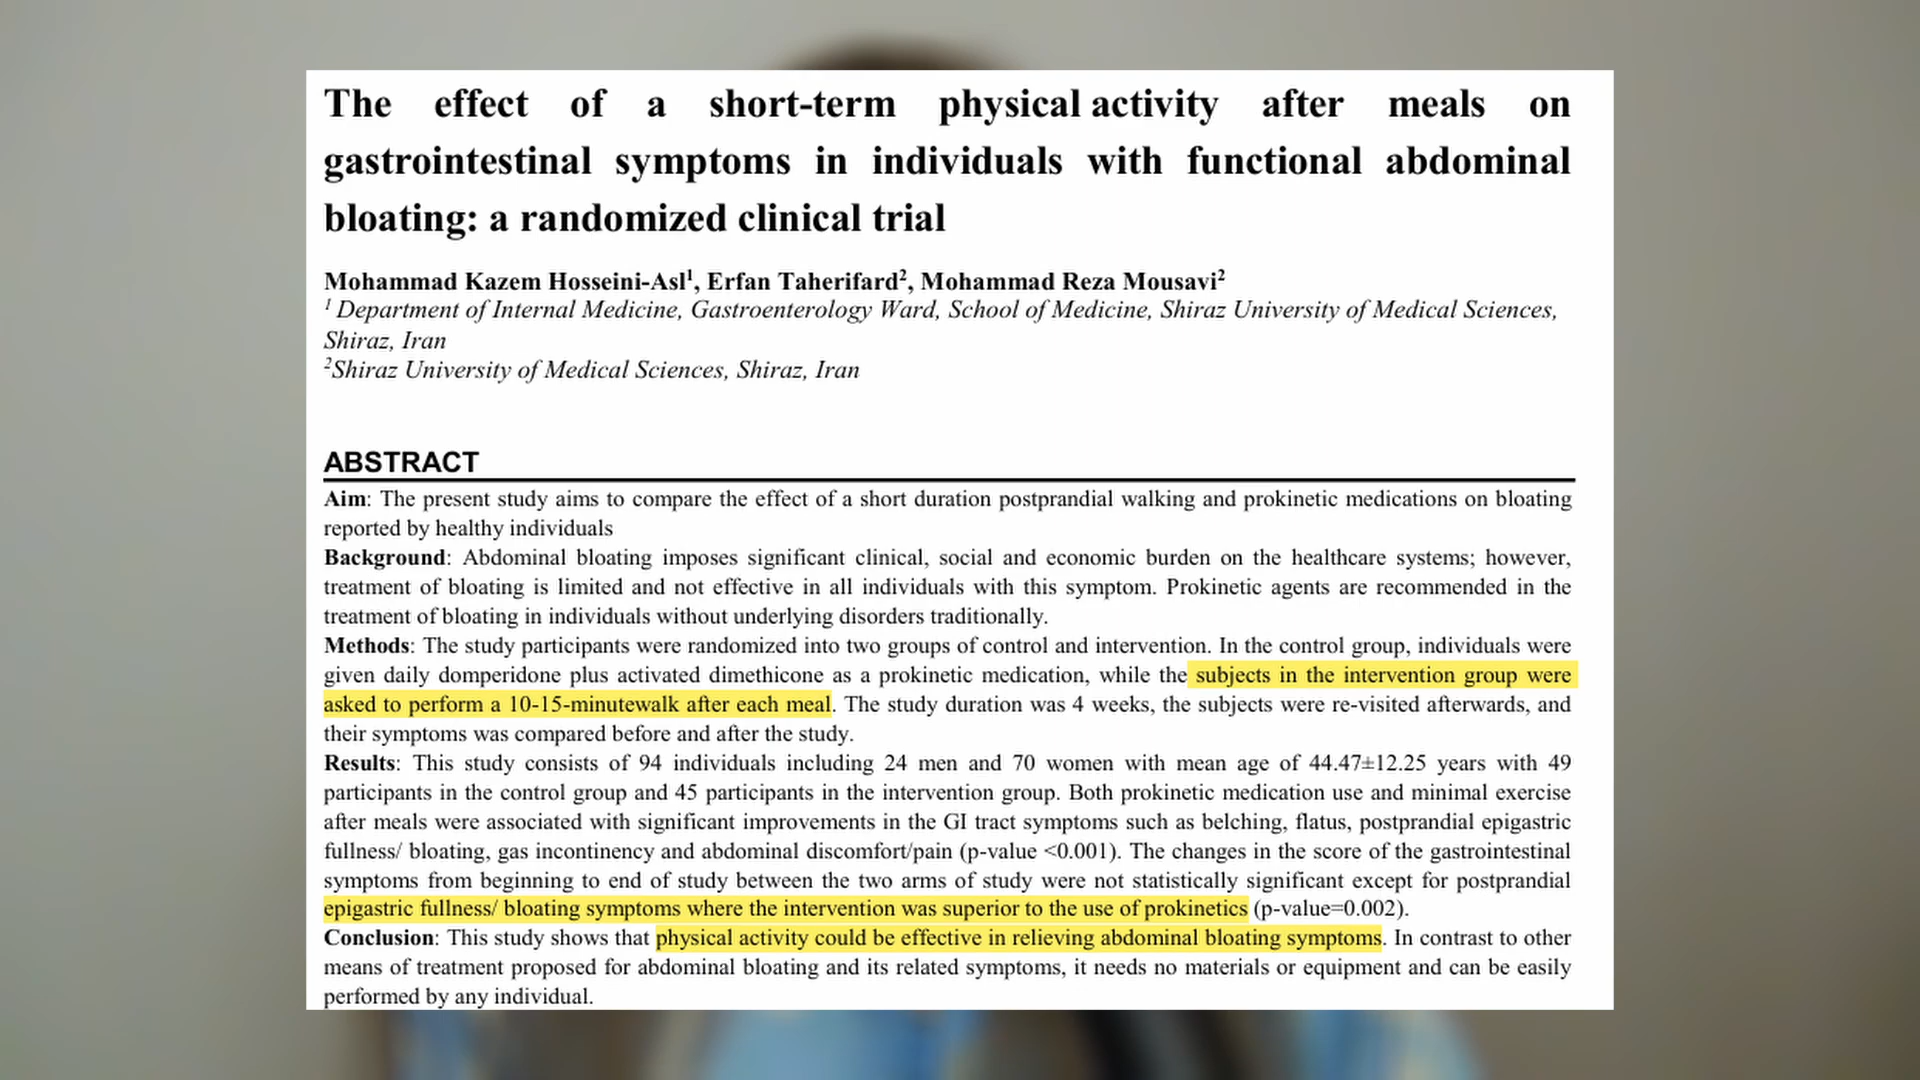 The effect of a short-term physical activity after meals on
gastrointestinal symptoms in individuals with functional abdominal
bloating: a randomized clinical trial
Mohammad Kazem Hosseini-Asl1, Erfan Taherifard2, Mohammad Reza Mousavi2
1 Department of Internal Medicine, Gastroenterology Ward, School of Medicine, Shiraz University of Medical Sciences,
Shiraz, Iran
2Shiraz University of Medical Sciences, Shiraz, Iran
ABSTRACT
Aim: The present study aims to compare the effect of a short duration postprandial walking and prokinetic medications on bloating
reported by healthy individuals
Background: Abdominal bloating imposes significant clinical, social and economic burden on the healthcare systems; however,
treatment of bloating is limited and not effective in all individuals with this symptom. Prokinetic agents are recommended in the
treatment of bloating in individuals without underlying disorders traditionally.
Methods: The study participants were randomized into two groups of control and intervention. In the control group, individuals were
given daily domperidone plus activated dimethicone as a prokinetic medication, while the subjects in the intervention group were
asked to perform a 10-15-minutewalk after each meal. The study duration was 4 weeks, the subjects were re-visited afterwards, and
their symptoms was compared before and after the study.
Results: This study consists of 94 individuals including 24 men and 70 women with mean age of 44.47±12.25 years with 49
participants in the control group and 45 participants in the intervention group. Both prokinetic medication use and minimal exercise
after meals were associated with significant improvements in the GI tract symptoms such as belching, flatus, postprandial epigastric
fullness/ bloating, gas incontinency and abdominal discomfort/pain (p-value <0.001). The changes in the score of the gastrointestinal
symptoms from beginning to end of study between the two arms of study were not statistically significant except for postprandial
epigastric fullness/ bloating symptoms where the intervention was superior to the use of prokinetics (p-value=0.002).
Conclusion: This study shows that physical activity could be effective in relieving abdominal bloating symptoms. In contrast to other
means of treatment proposed for abdominal bloating and its related symptoms, it needs no materials or equipment and can be easily
performed by any individual.